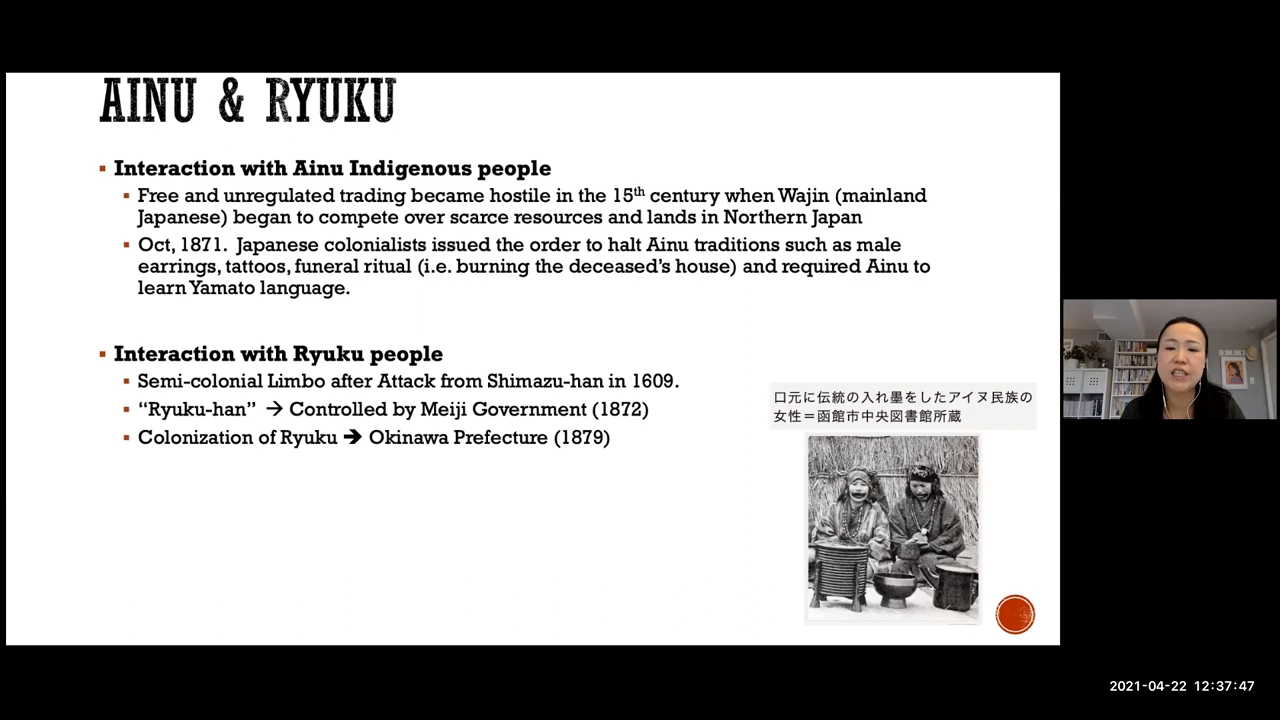 AINU & RYUKU
▪ Interaction with Ainu Indigenous people
▪ Free and unregulated trading became hostile in the 15th century when Wajin (mainland
Japanese) began to compete over scarce resources and lands in Northern Japan
▪ Oct, 1871. Japanese colonialists issued the order to halt Ainu traditions such as male
earrings, tattoos, funeral ritual (i.e. burning the deceased's house) and required Ainu to
learn Yamato language.
▪ Interaction with Ryuku people
▪ Semi-colonial Limbo after Attack from Shimazu-han in 1609.
▪ “Ryuku-han” → Controlled by Meiji Government (1872)
▪ Colonization of Ryuku ➔ Okinawa Prefecture (1879)
口元に伝統の入れ墨をしたアイヌ民族の
女性＝函館市中央図書館所蔵
2021-04-22 12:37:47